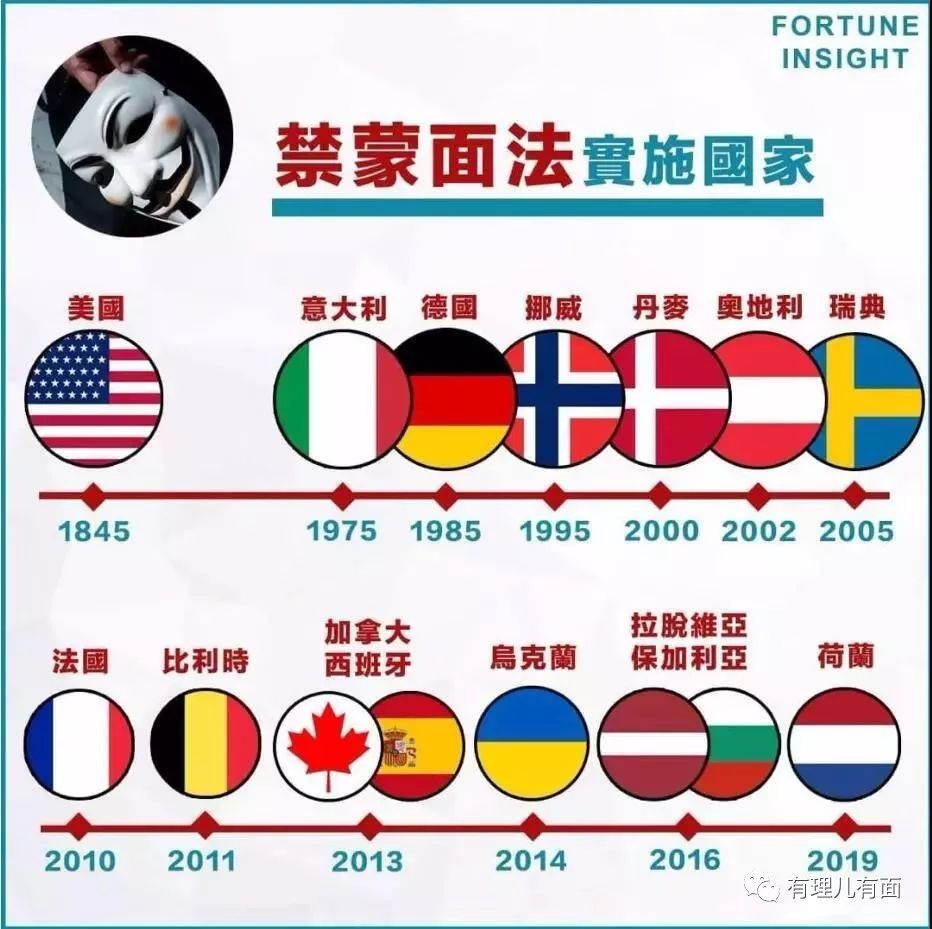 FORTUNE
INSIGHT
禁蒙面法實施國家
美國
意大利
德國
挪威
丹麥
奧地利
瑞典
1845
1975
1985
1995
2000
2002
2005
法國
比利時
加拿大
西班牙
烏克蘭
拉脫維亞
保加利亞
荷蘭
2010
2011
2013
2014
2016
2019
有理儿有面